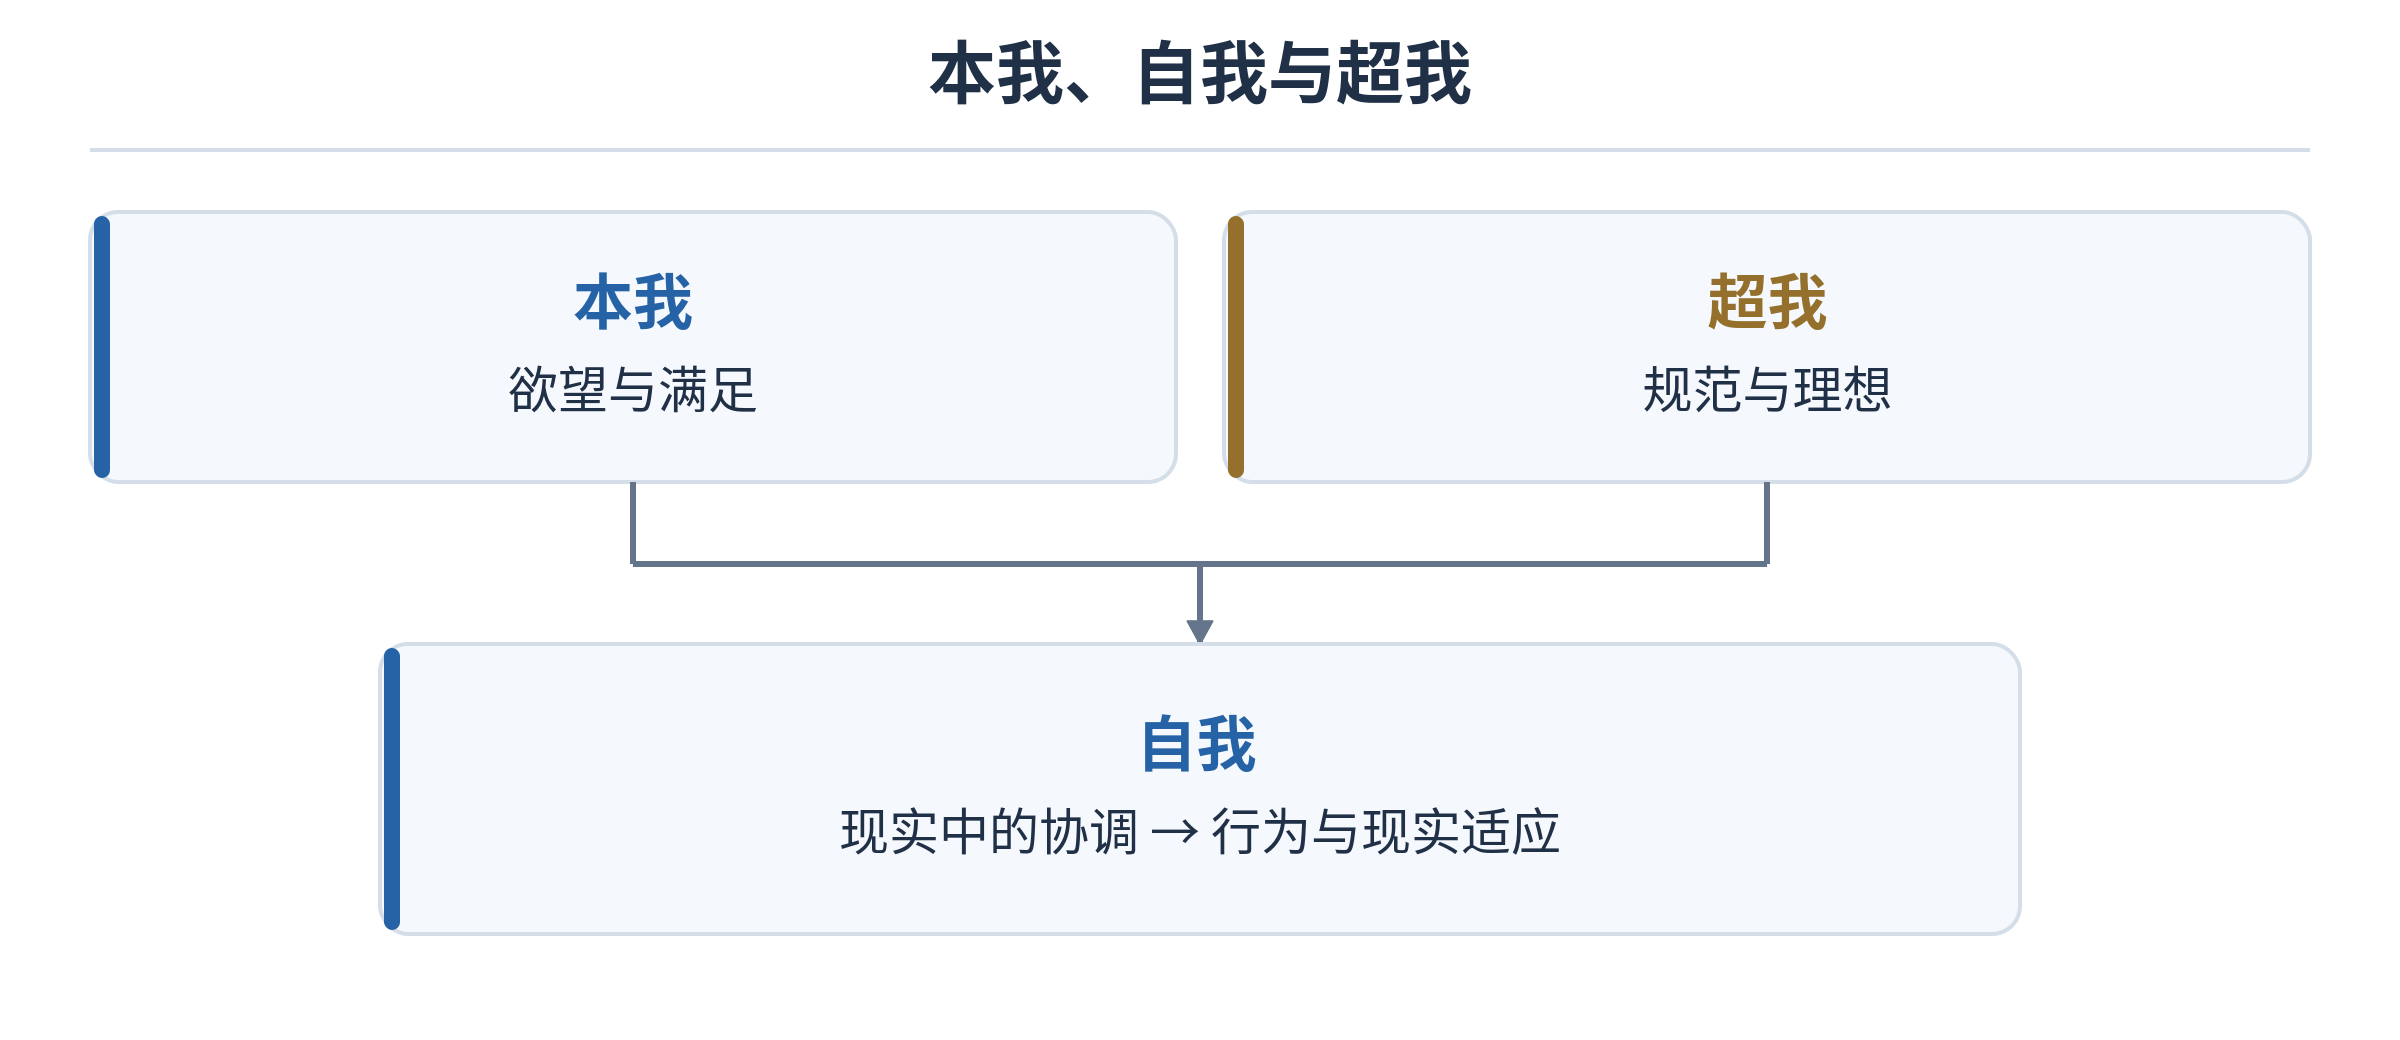 本我、自我与超我
本我
欲望与满足
超我
规范与理想
自我
现实中的协调 → 行为与现实适应